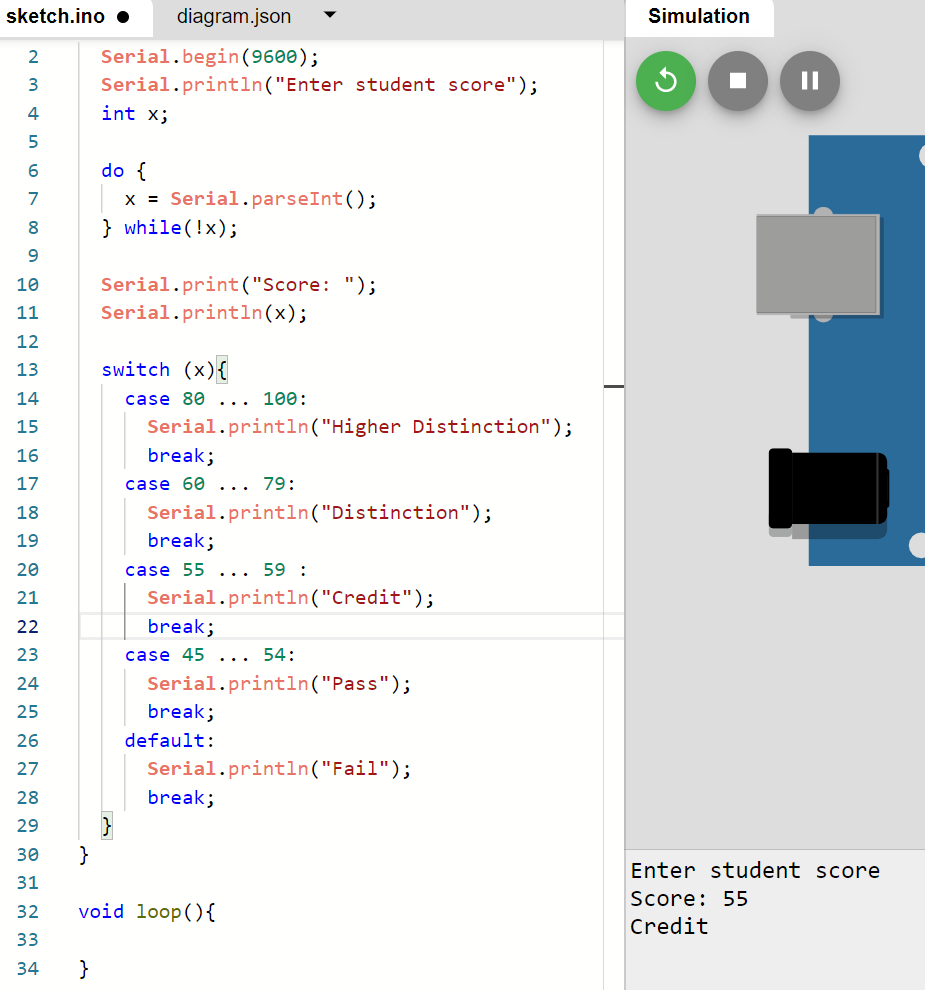 sketch.ino ●
diagram.json
2 Serial.begin(9600);
3 Serial.println("Enter student score");
4 int x;
5
6 do {
7 x = Serial.parseInt();
8 } while(!x);
9
10 Serial.print("Score: ");
11 Serial.println(x);
12
13 switch (x){
14 case 80 ... 100:
15 Serial.println("Higher Distinction");
16 break;
17 case 60 ... 79:
18 Serial.println("Distinction");
19 break;
20 case 55 ... 59 :
21 Serial.println("Credit");
22 break;
23 case 45 ... 54:
24 Serial.println("Pass");
25 break;
26 default:
27 Serial.println("Fail");
28 break;
29 }
30 }
31
32 void loop(){
33
34 }
Simulation
Enter student score
Score: 55
Credit